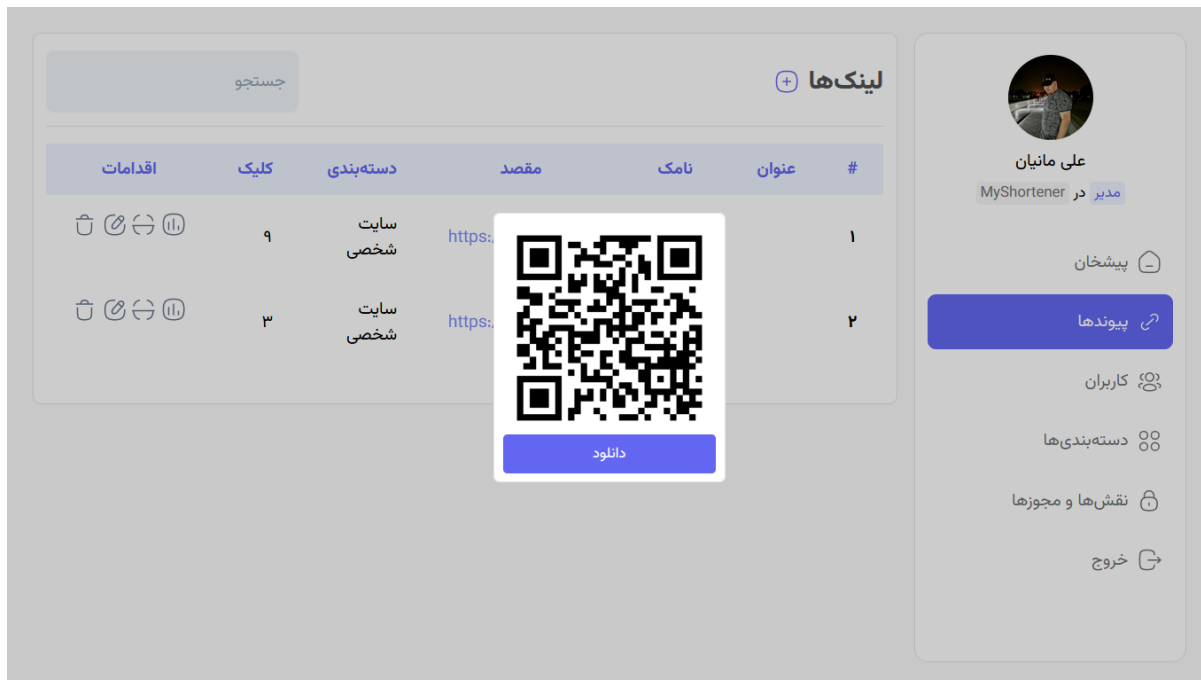 علی مانیان
مدیر در MyShortener
پیشخان
پیوندها
کاربران
دسته‌بندی‌ها
نقش‌ها و مجوزها
خروج
لینک‌ها
جستجو
# عنوان نامک مقصد دسته‌بندی کلیک اقدامات
۱ https:/ سایت شخصی ۹
۲ https:/ سایت شخصی ۳
دانلود